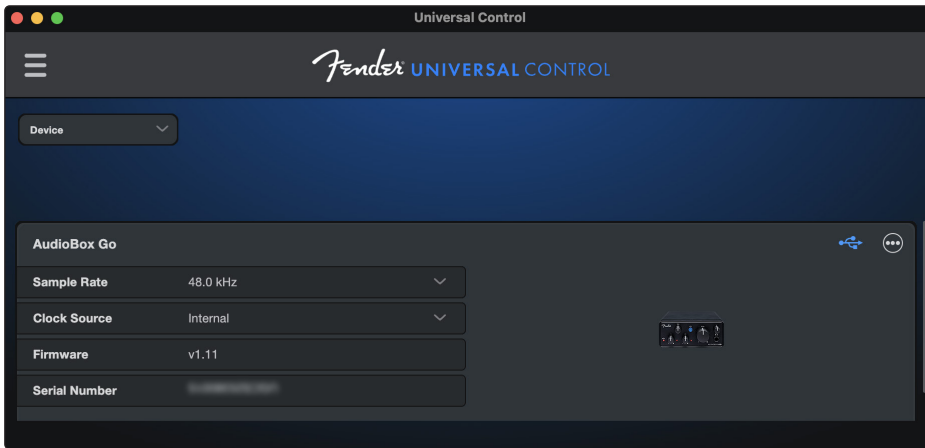 Universal Control
Fender UNIVERSAL CONTROL
Device
AudioBox Go
Sample Rate 48.0 kHz
Clock Source Internal
Firmware v1.11
Serial Number
Fender